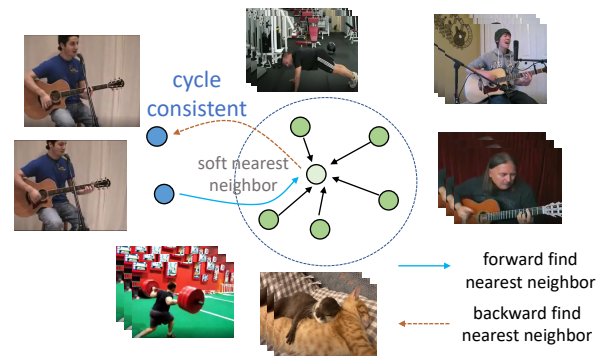 cycle
consistent
soft nearest
neighbor
forward find
nearest neighbor
backward find
nearest neighbor